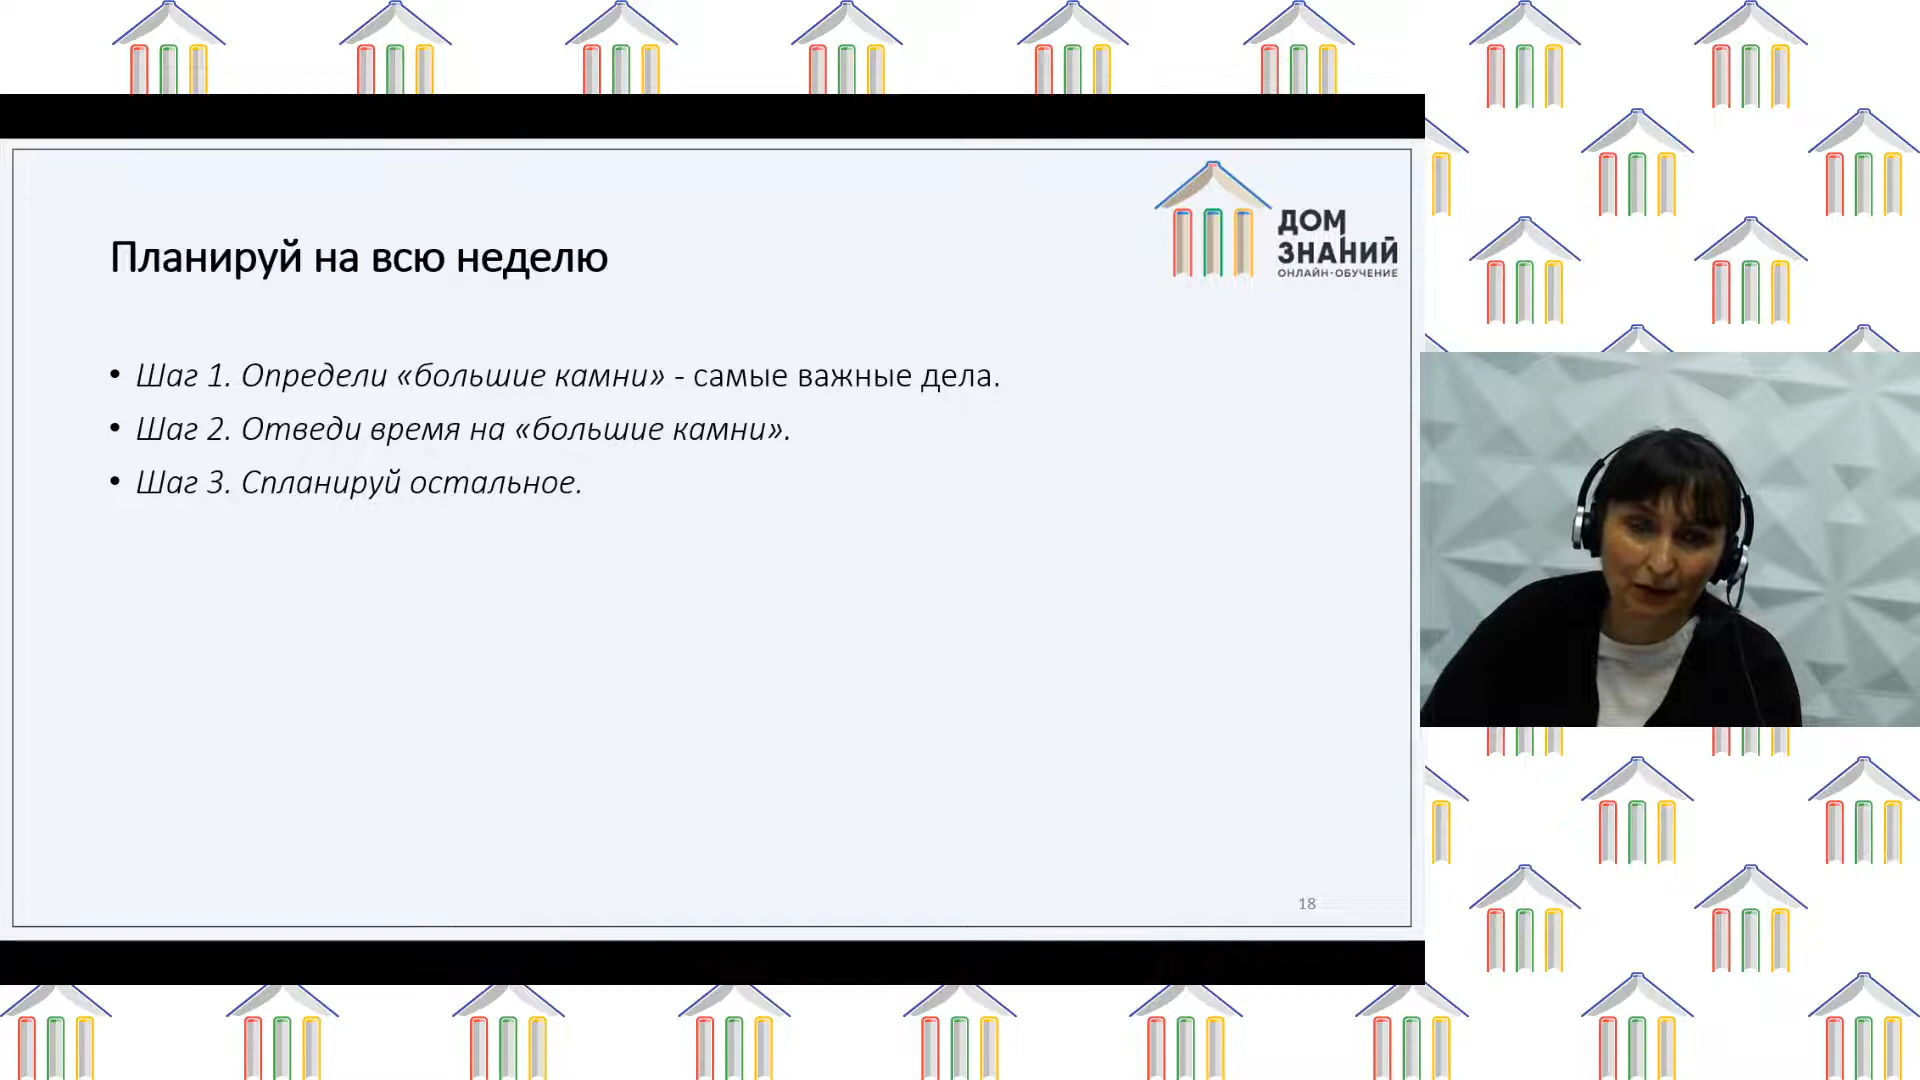 ДОМ
ЗНАНИЙ
ОНЛАЙН-ОБУЧЕНИЕ
Планируй на всю неделю
• Шаг 1. Определи «большие камни» - самые важные дела.
• Шаг 2. Отведи время на «большие камни».
• Шаг 3. Спланируй остальное.
18